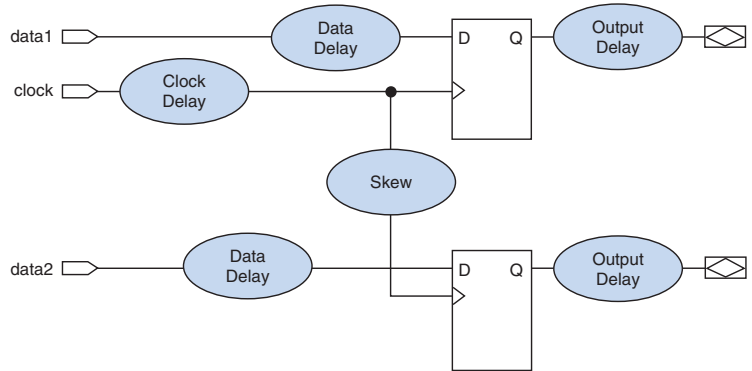 data1
Data
Delay
D
Q
Output
Delay
clock
Clock
Delay
Skew
data2
Data
Delay
D
Q
Output
Delay